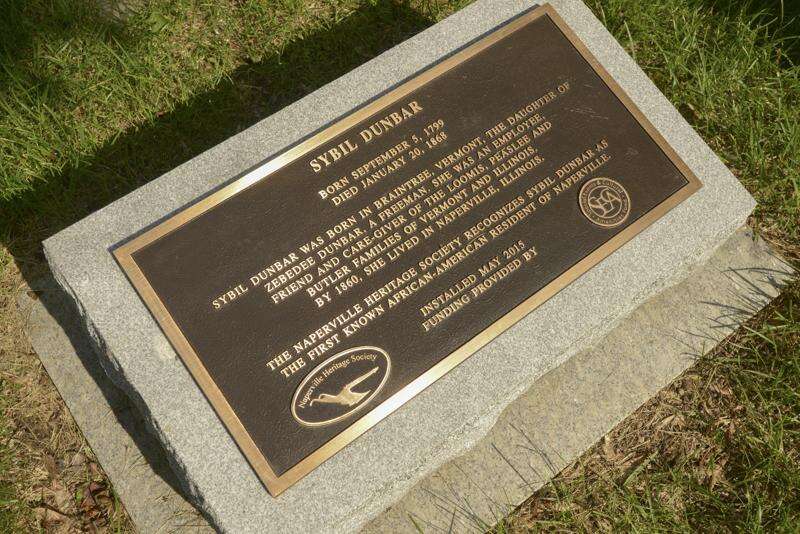 SYBIL DUNBAR
BORN SEPTEMBER 5, 1799
DIED JANUARY 20, 1868
SYBIL DUNBAR WAS BORN IN BRAINTREE, VERMONT, THE DAUGHTER OF
ZEBEDEE DUNBAR, A FREEMAN. SHE WAS AN EMPLOYEE,
FRIEND AND CARE-GIVER OF THE LOOMIS, PEASLEE AND
BUTLER FAMILIES OF VERMONT AND ILLINOIS.
BY 1860, SHE LIVED IN NAPERVILLE, ILLINOIS.
THE NAPERVILLE HERITAGE SOCIETY RECOGNIZES SYBIL DUNBAR AS
THE FIRST KNOWN AFRICAN-AMERICAN RESIDENT OF NAPERVILLE.
INSTALLED MAY 2015
FUNDING PROVIDED BY
Naperville Heritage Society